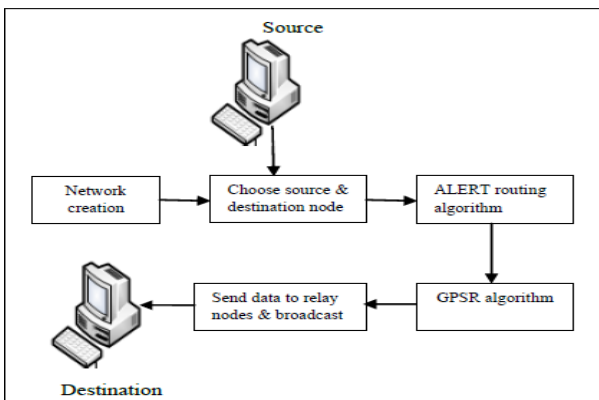 Source
Network
creation
Choose source &
destination node
ALERT routing
algorithm
Send data to relay
nodes & broadcast
GPSR algorithm
Destination